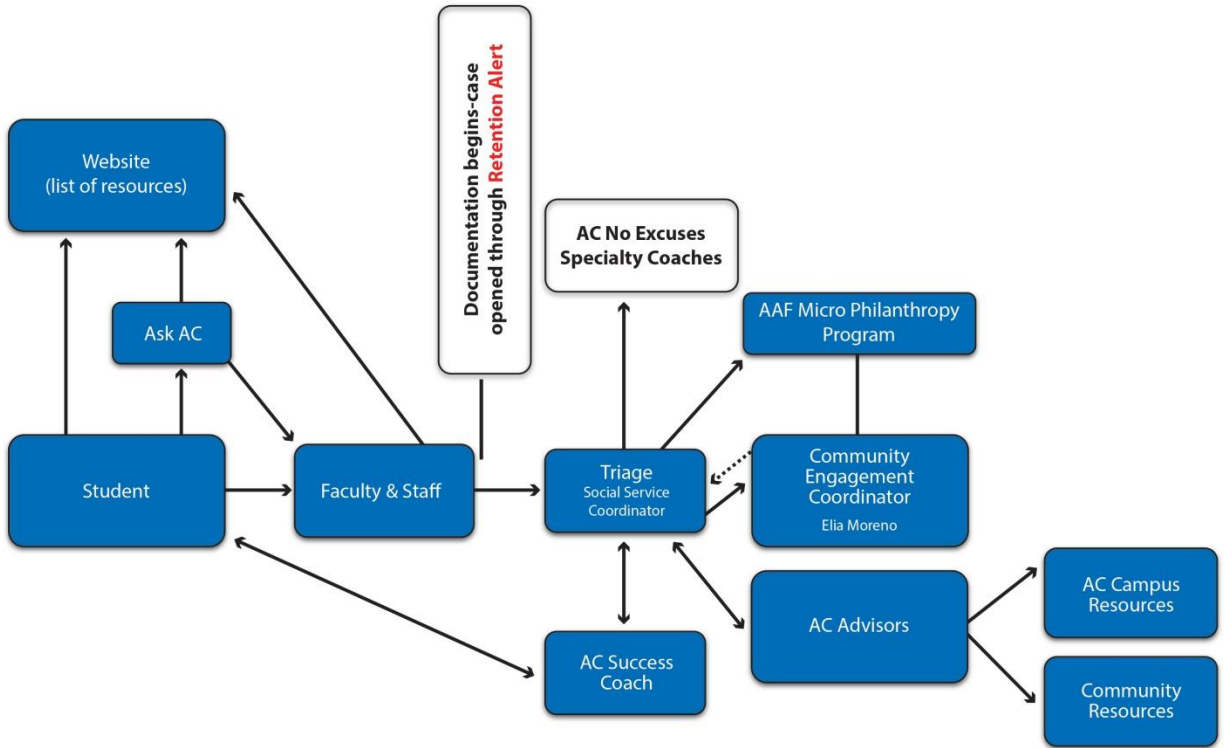 Documentation begins-case
opened through Retention Alert
Website
(list of resources)
AC No Excuses
Specialty Coaches
AAF Micro Philanthropy
Program
Ask AC
Student
Faculty & Staff
Triage
Social Service
Coordinator
Community
Engagement
Coordinator
Elia Moreno
AC Success
Coach
AC Advisors
AC Campus
Resources
Community
Resources